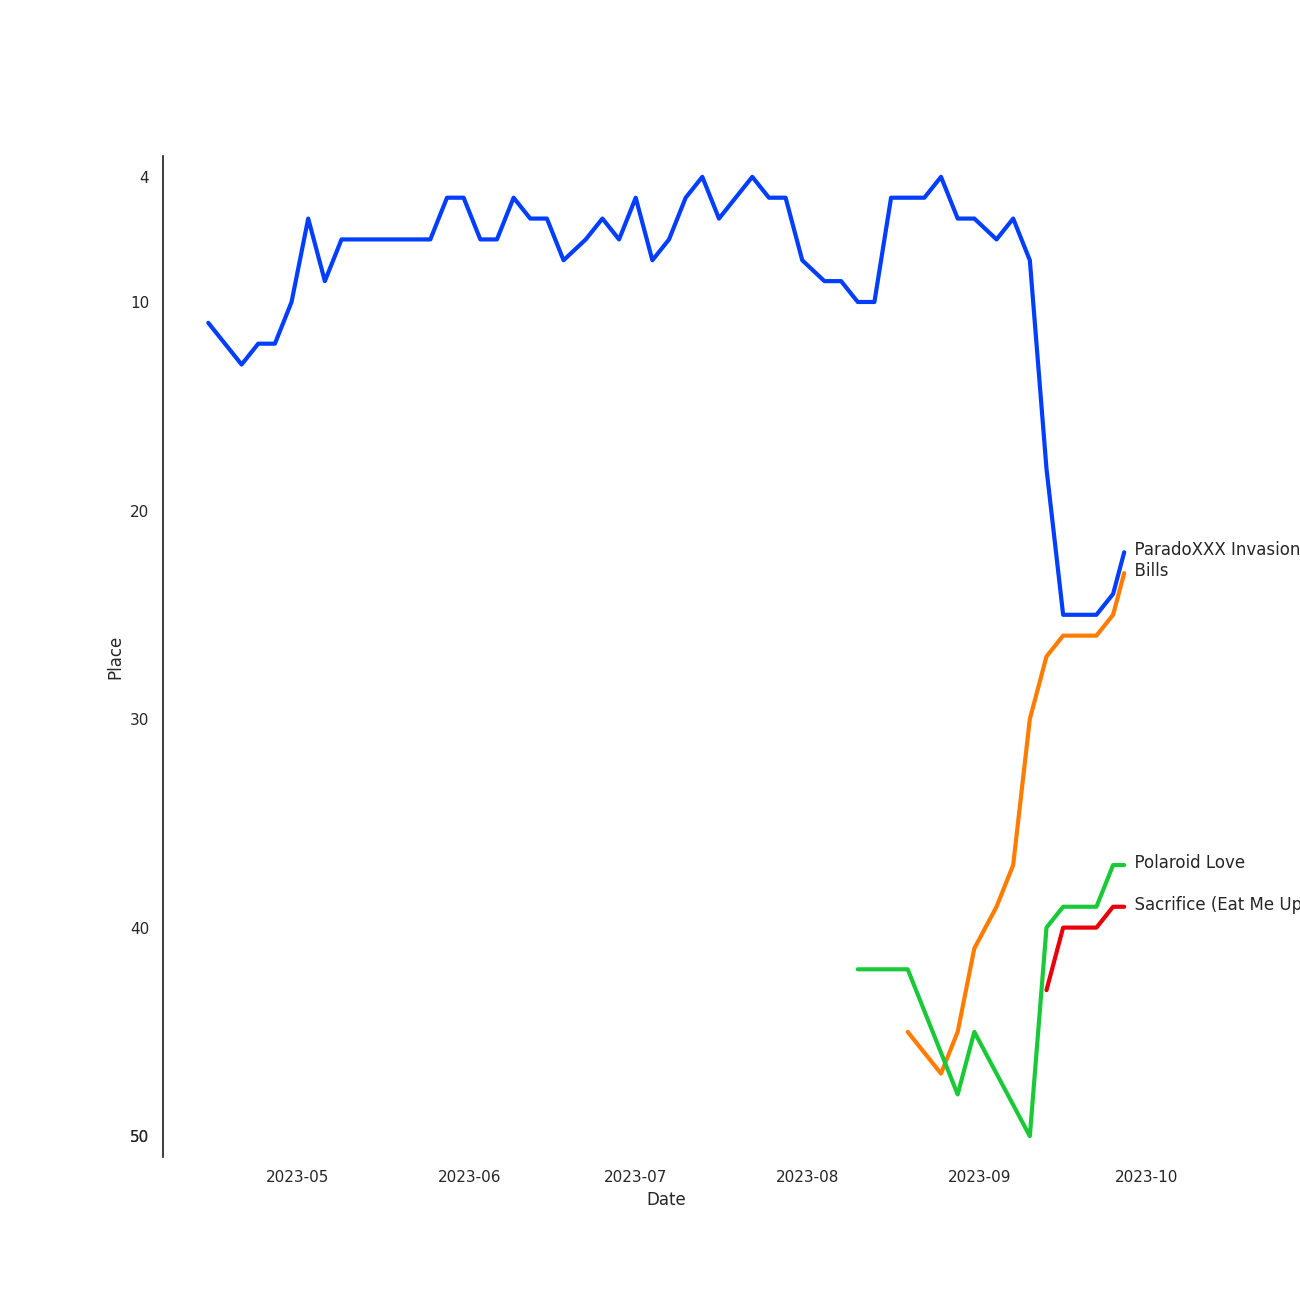 4
10
20
30
40
50
Place
ParadoXXX Invasion
Bills
Polaroid Love
Sacrifice (Eat Me Up
2023-05
2023-06
2023-07
2023-08
2023-09
2023-10
Date